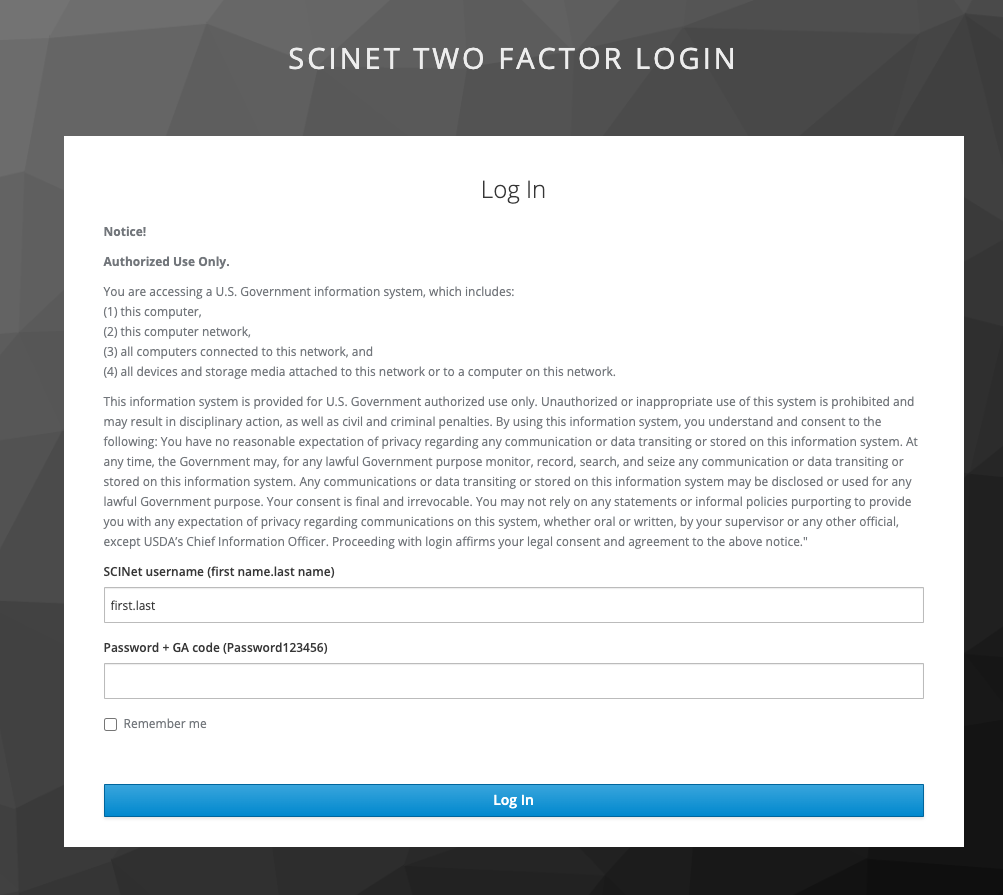 SCINET TWO FACTOR LOGIN
Log In
Notice!
Authorized Use Only.
You are accessing a U.S. Government information system, which includes:
(1) this computer,
(2) this computer network,
(3) all computers connected to this network, and
(4) all devices and storage media attached to this network or to a computer on this network.
This information system is provided for U.S. Government authorized use only. Unauthorized or inappropriate use of this system is prohibited and
may result in disciplinary action, as well as civil and criminal penalties. By using this information system, you understand and consent to the
following: You have no reasonable expectation of privacy regarding any communication or data transiting or stored on this information system. At
any time, the Government may, for any lawful Government purpose monitor, record, search, and seize any communication or data transiting or
stored on this information system. Any communications or data transiting or stored on this information system may be disclosed or used for any
lawful Government purpose. Your consent is final and irrevocable. You may not rely on any statements or informal policies purporting to provide
you with any expectation of privacy regarding communications on this system, whether oral or written, by your supervisor or any other official,
except USDA’s Chief Information Officer. Proceeding with login affirms your legal consent and agreement to the above notice."
SCINet username (first name.last name)
first.last
Password + GA code (Password123456)
Remember me
Log In